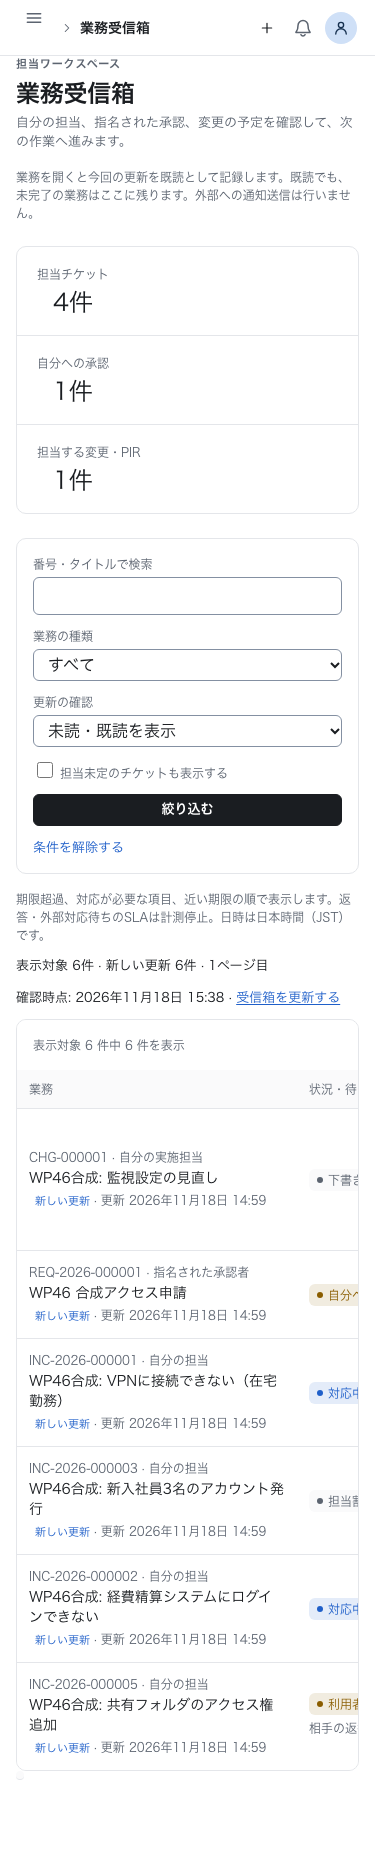 業務受信箱
担当ワークスペース
業務受信箱
自分の担当、指名された承認、変更の予定を確認して、次
の作業へ進みます。
業務を開くと今回の更新を既読として記録します。既読でも、
未完了の業務はここに残ります。外部への通知送信は行いませ
ん。
担当チケット
4件
自分への承認
1件
担当する変更・PIR
1件
番号・タイトルで検索
業務の種類
すべて
更新の確認
未読・既読を表示
担当未定のチケットも表示する
絞り込む
条件を解除する
期限超過、対応が必要な項目、近い期限の順で表示します。返
答・外部対応待ちのSLAは計測停止。日時は日本時間（JST）
です。
表示対象 6件 · 新しい更新 6件 · 1ページ目
確認時点: 2026年11月18日 15:38 · 受信箱を更新する
表示対象 6 件中 6 件を表示
業務 状況・待
CHG-000001 · 自分の実施担当
WP46合成: 監視設定の見直し
新しい更新 · 更新 2026年11月18日 14:59
下書き
REQ-2026-000001 · 指名された承認者
WP46 合成アクセス申請
新しい更新 · 更新 2026年11月18日 14:59
自分へ
INC-2026-000001 · 自分の担当
WP46合成: VPNに接続できない（在宅
勤務）
新しい更新 · 更新 2026年11月18日 14:59
対応中
INC-2026-000003 · 自分の担当
WP46合成: 新入社員3名のアカウント発
行
新しい更新 · 更新 2026年11月18日 14:59
担当割
INC-2026-000002 · 自分の担当
WP46合成: 経費精算システムにログイ
ンできない
新しい更新 · 更新 2026年11月18日 14:59
対応中
INC-2026-000005 · 自分の担当
WP46合成: 共有フォルダのアクセス権
追加
新しい更新 · 更新 2026年11月18日 14:59
利用者
相手の返